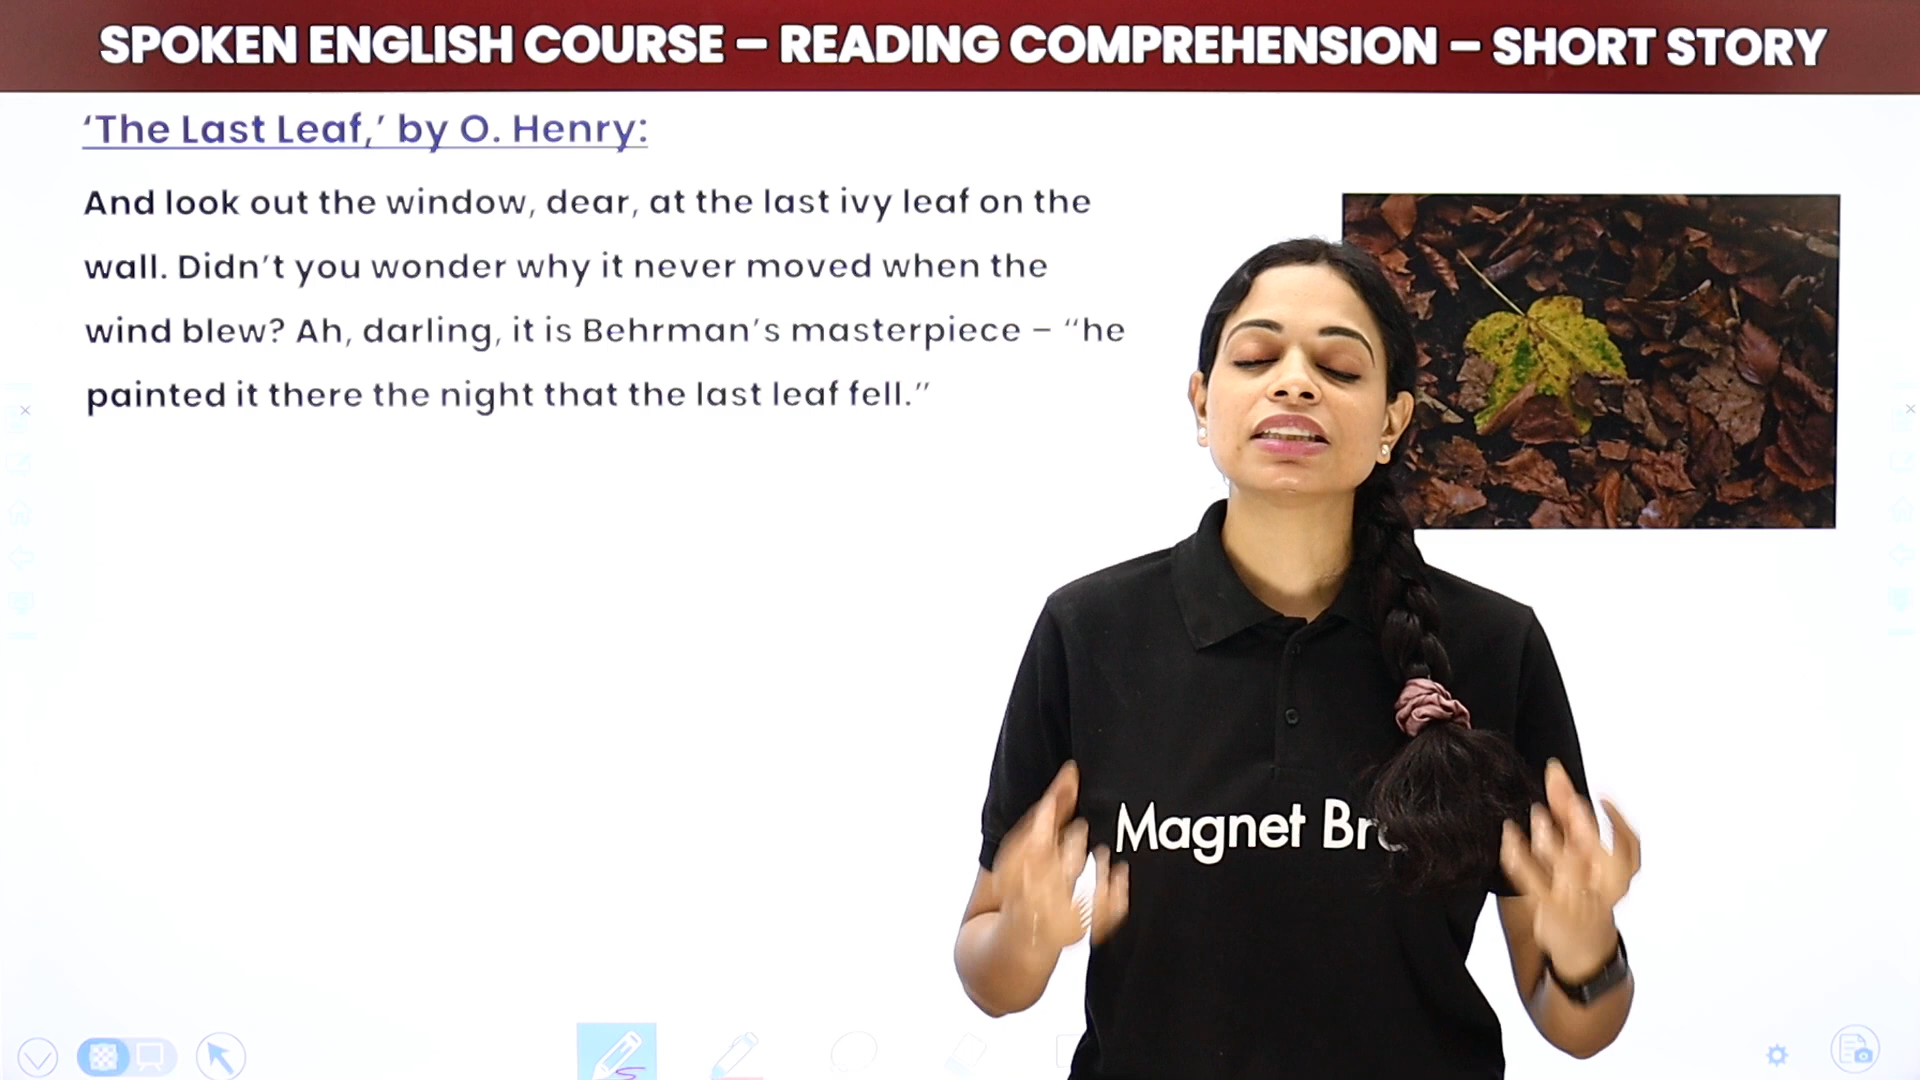 SPOKEN ENGLISH COURSE – READING COMPREHENSION – SHORT STORY
‘The Last Leaf,’ by O. Henry:
And look out the window, dear, at the last ivy leaf on the
wall. Didn’t you wonder why it never moved when the
wind blew? Ah, darling, it is Behrman’s masterpiece – “he
painted it there the night that the last leaf fell.”
Magnet